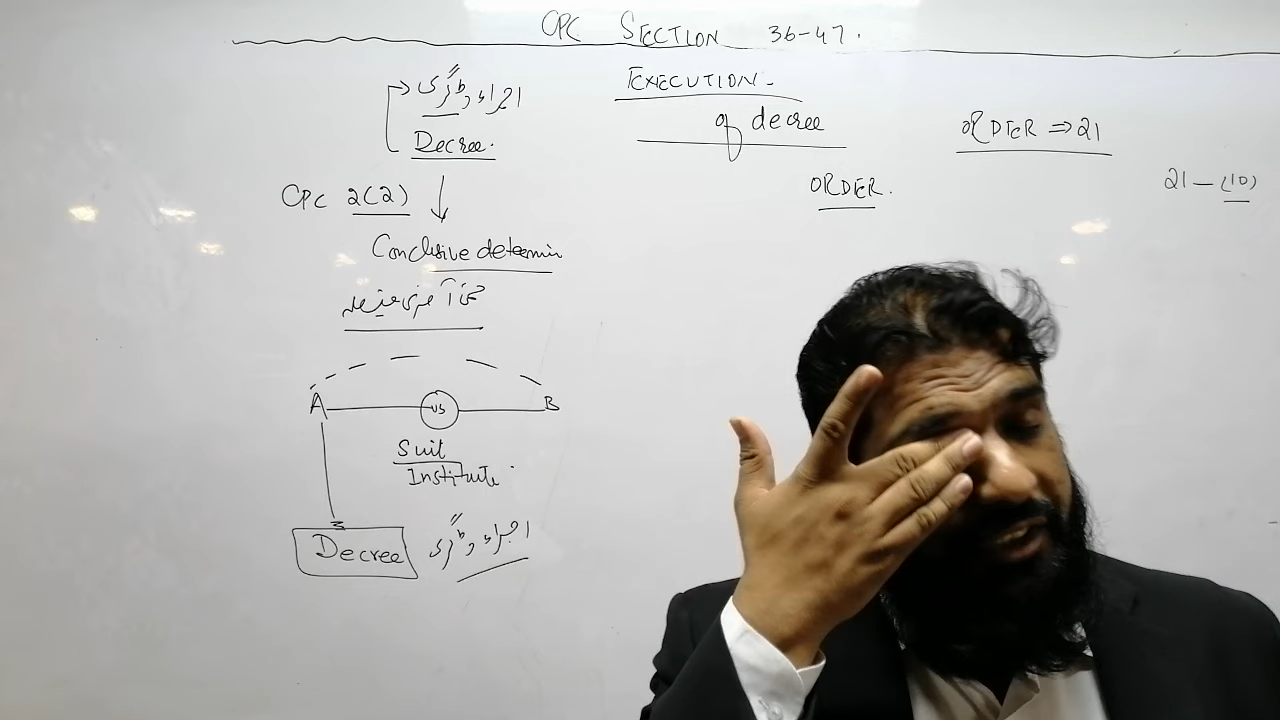 CPC SECTION 36-47.
اجراء ڈگری
EXECUTION
of decree
ORDER ⇒ 21
Decree.
CPC 2(2)
ORDER.
21-(10)
Conclusive determin
A vs B
Suit
Institute.
Decree اجراء ڈگری